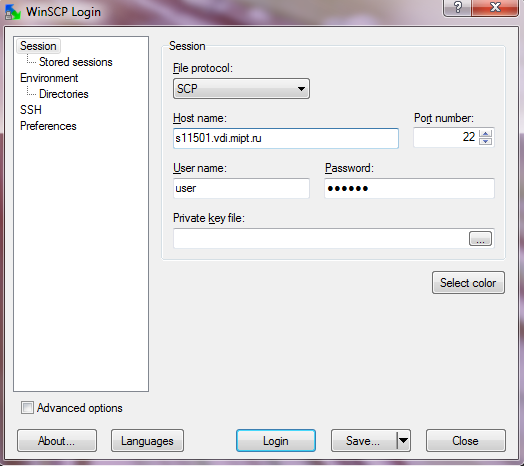 WinSCP Login
Session
Stored sessions
Environment
Directories
SSH
Preferences
Session
File protocol:
SCP
Host name:
Port number:
s11501.vdi.mipt.ru
22
User name:
Password:
user
●●●●●●
Private key file:
...
Select color
Advanced options
About...
Languages
Login
Save...
Close